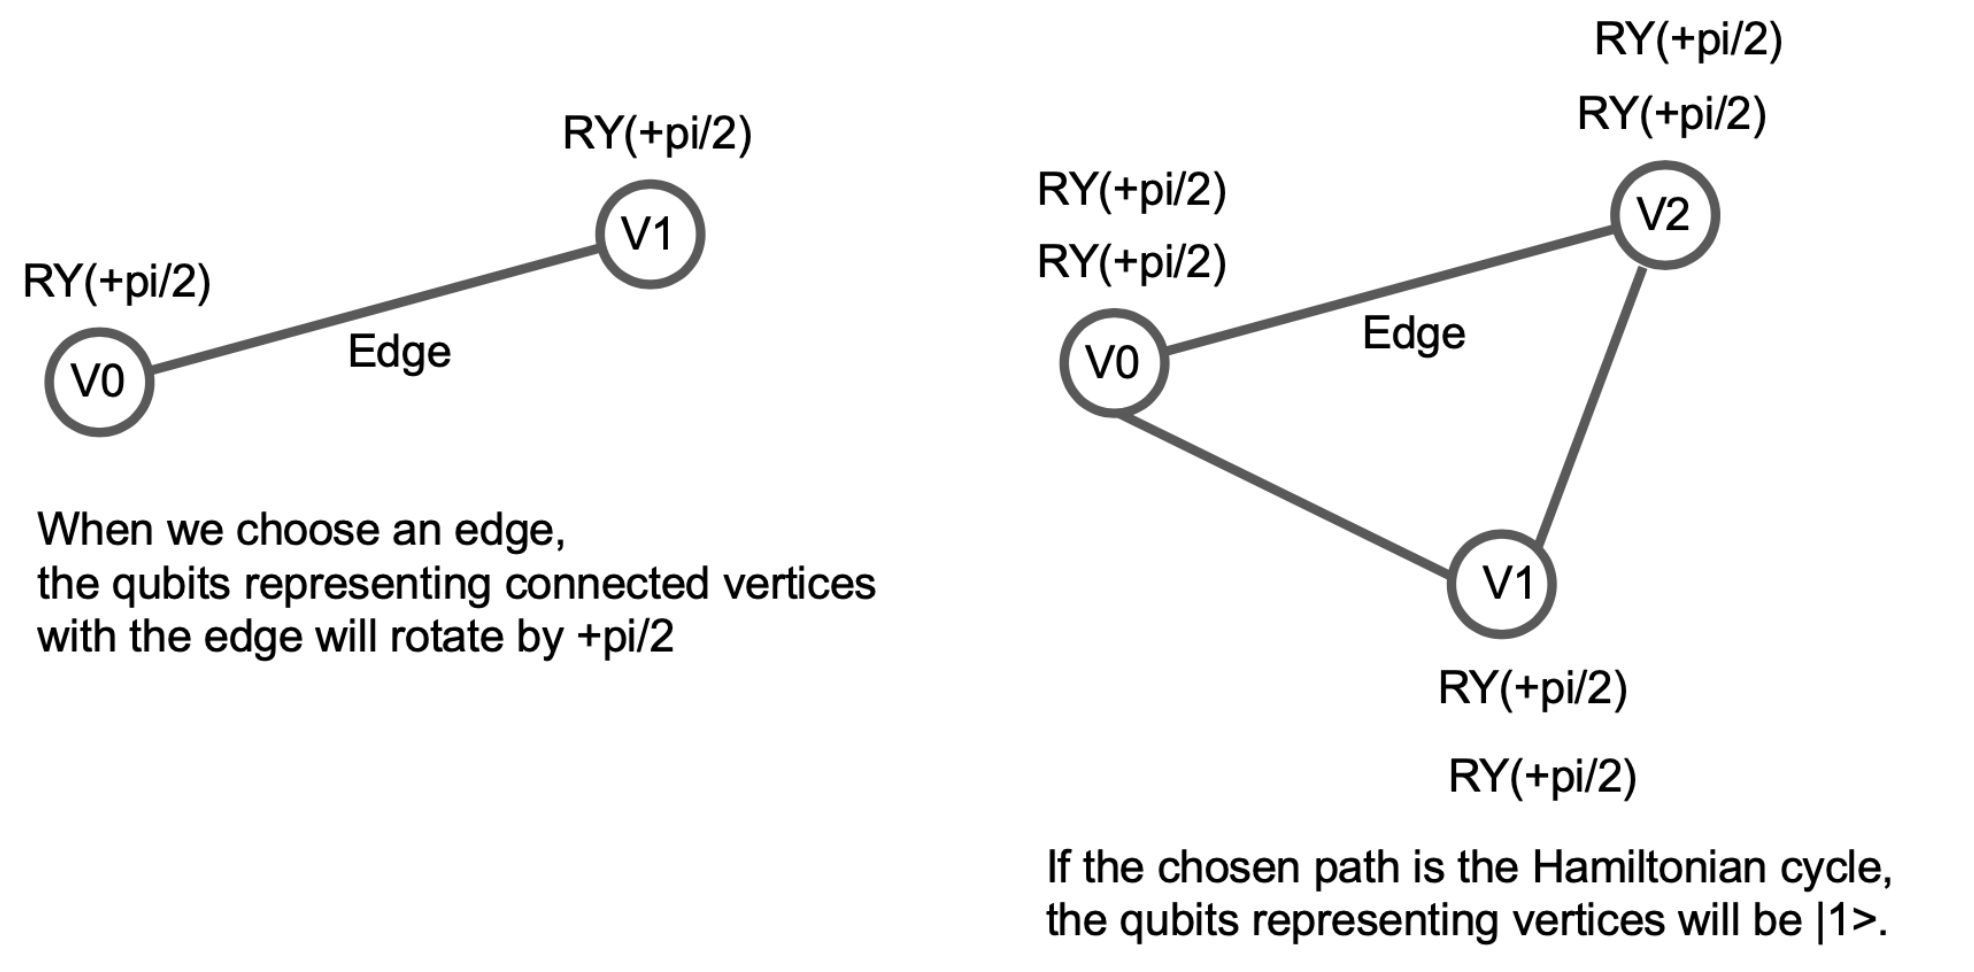 RY(+pi/2)
V1
RY(+pi/2)
V0
Edge
When we choose an edge,
the qubits representing connected vertices
with the edge will rotate by +pi/2
RY(+pi/2)
RY(+pi/2)
V2
RY(+pi/2)
RY(+pi/2)
V0
Edge
V1
RY(+pi/2)
RY(+pi/2)
If the chosen path is the Hamiltonian cycle,
the qubits representing vertices will be |1>.